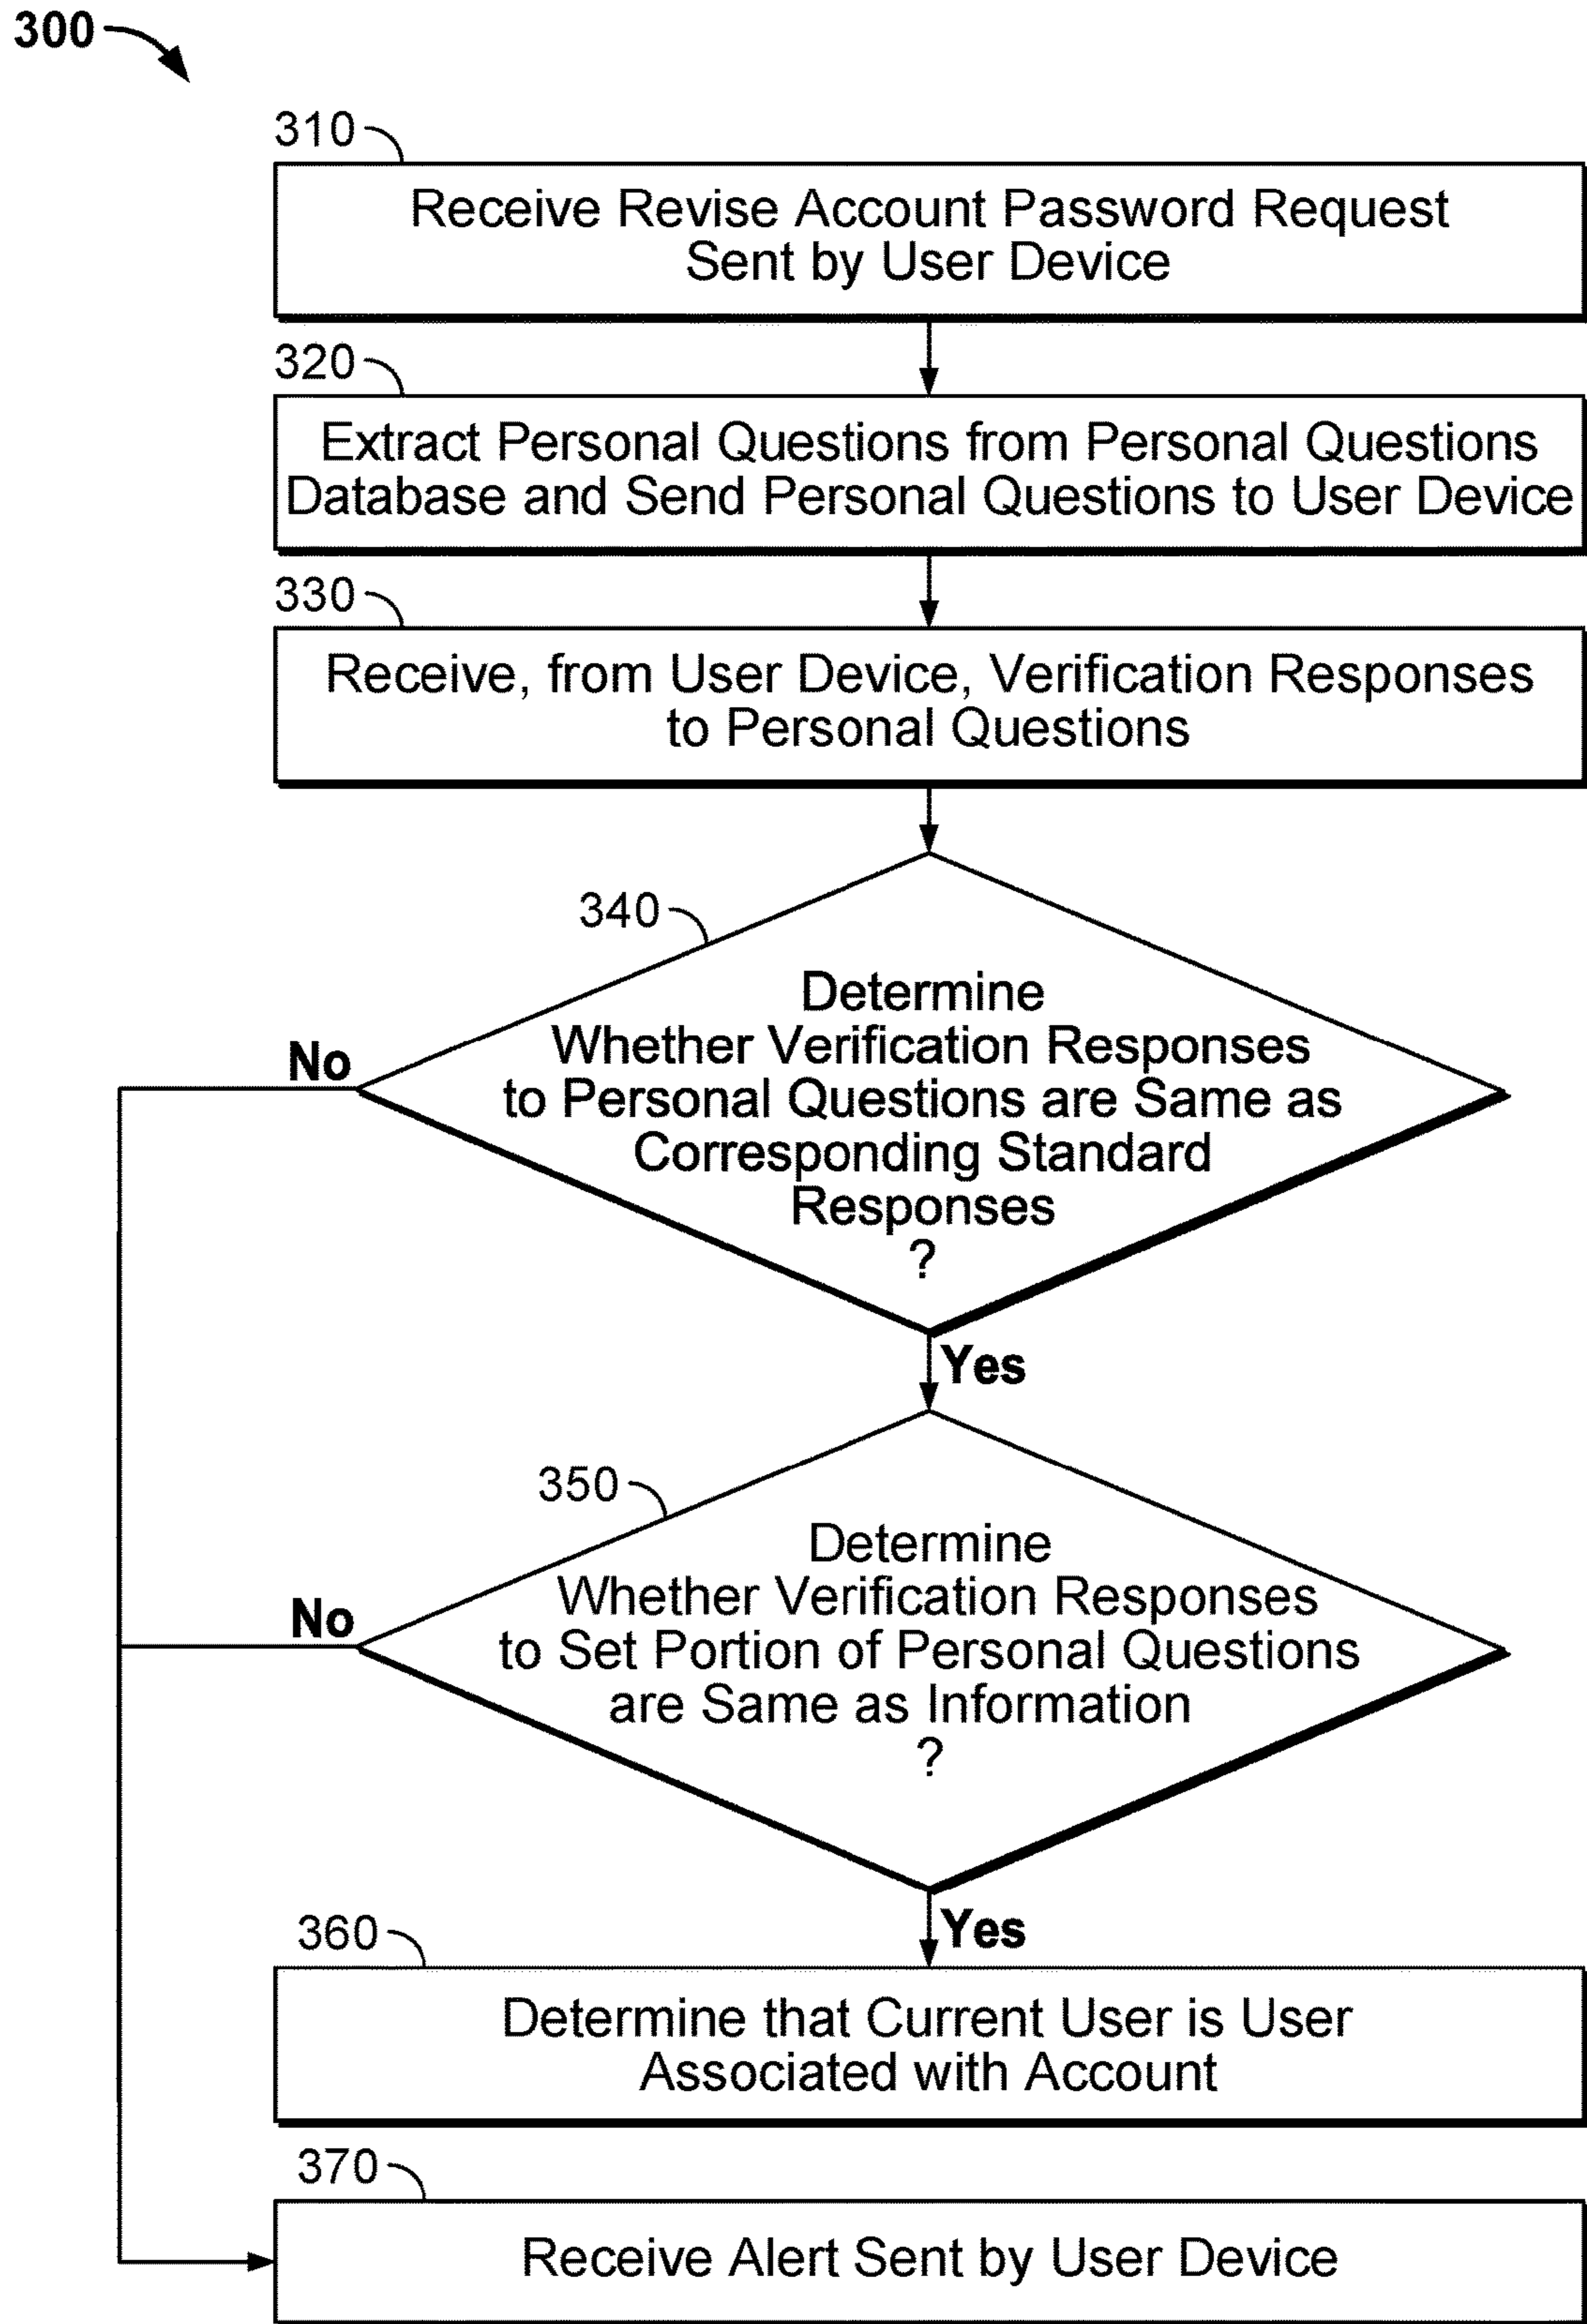 300
310
Receive Revise Account Password Request
Sent by User Device
320
Extract Personal Questions from Personal Questions
Database and Send Personal Questions to User Device
330
Receive, from User Device, Verification Responses
to Personal Questions
340
Determine
Whether Verification Responses
to Personal Questions are Same as
Corresponding Standard
Responses
?
No
Yes
350
Determine
Whether Verification Responses
to Set Portion of Personal Questions
are Same as Information
?
No
Yes
360
Determine that Current User is User
Associated with Account
370
Receive Alert Sent by User Device